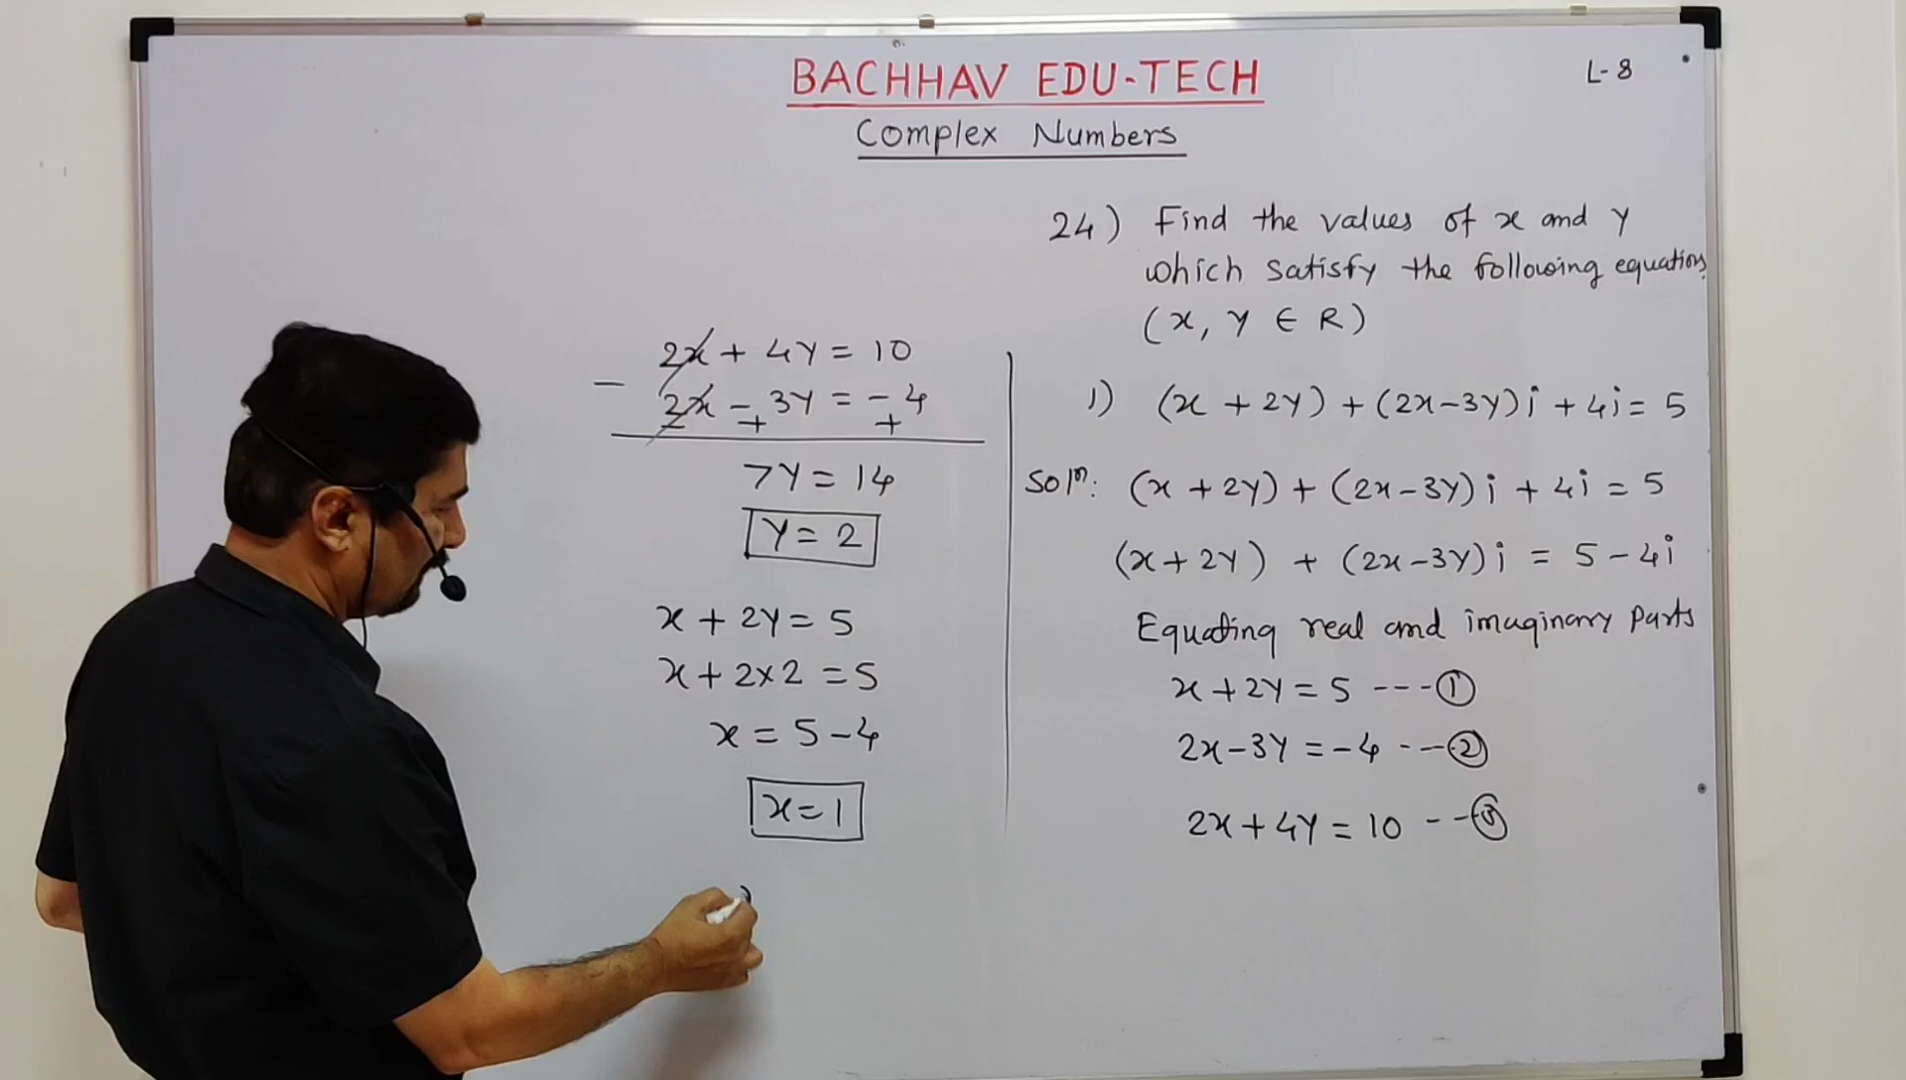 BACHHAV EDU-TECH
L-8
Complex Numbers
24) Find the values of x and y
which satisfy the following equations.
(x, y ∈ R)
1) (x + 2y) + (2x-3y)i + 4i = 5
Solⁿ: (x + 2y) + (2x-3y)i + 4i = 5
(x+2y) + (2x-3y)i = 5-4i
Equating real and imaginary parts
x+2y = 5 ---①
2x-3y = -4 ---②
2x+4y = 10 ---③
2x + 4y = 10
- 2x - 3y = -4
- + +
7y = 14
y = 2
x + 2y = 5
x + 2x2 = 5
x = 5-4
x = 1